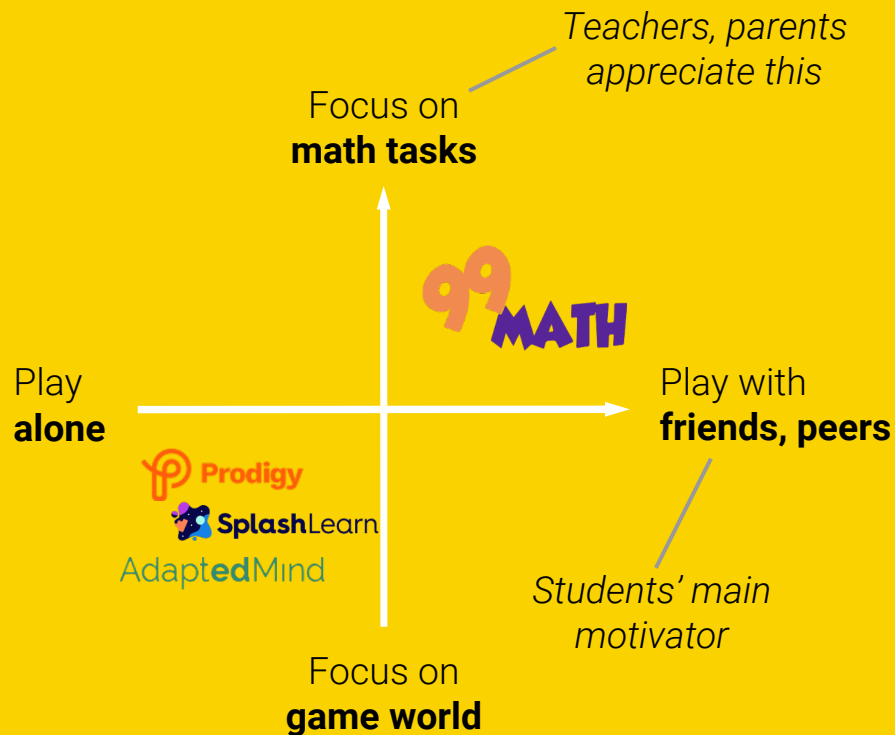 Teachers, parents
appreciate this
Focus on
math tasks
99
MATH
Play
alone
Play with
friends, peers
Prodigy
SplashLearn
AdaptedMind
Students’ main
motivator
Focus on
game world